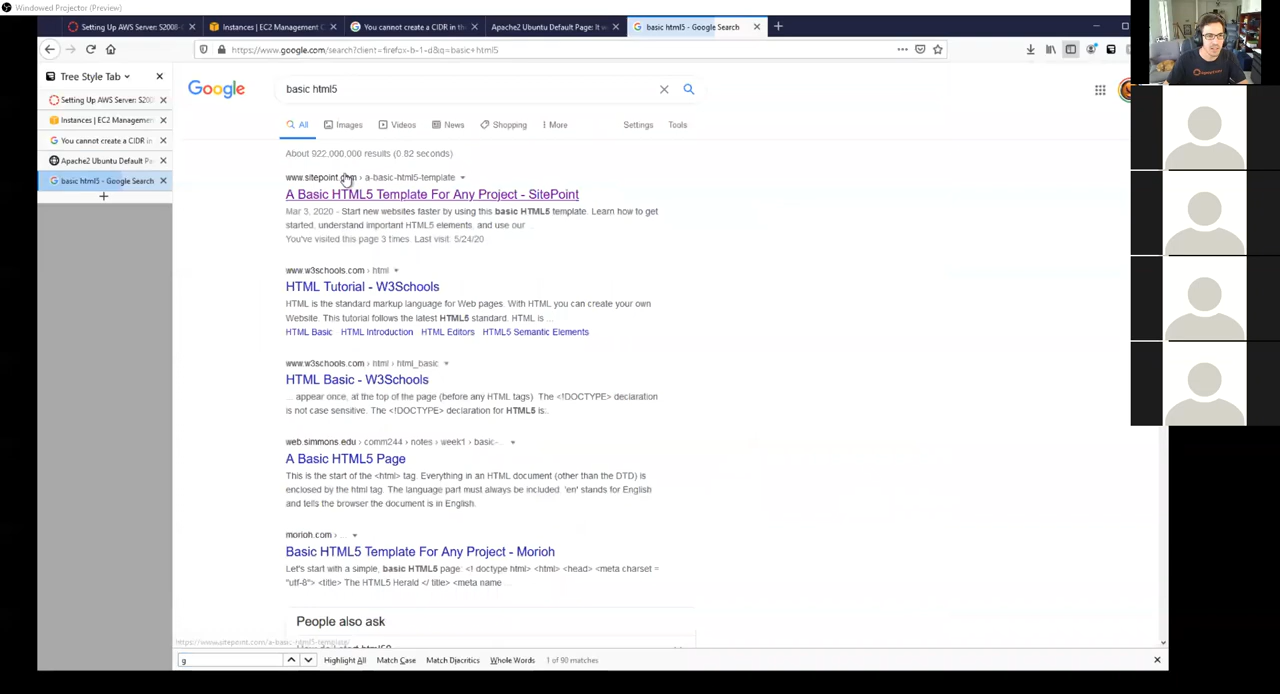 Windowed Projector (Preview)
Setting Up AWS Server: S2008-
Instances | EC2 Management C
You cannot create a CIDR in th
Apache2 Ubuntu Default Page: It w
basic html5 - Google Search
https://www.google.com/search?client=firefox-b-1-d&q=basic+html5
Tree Style Tab
Setting Up AWS Server: S200
Instances | EC2 Manageme
You cannot create a CIDR in
Apache2 Ubuntu Default Pa
basic html5 - Google Search
Google
basic html5
All
Images
Videos
News
Shopping
More
Settings
Tools
About 922,000,000 results (0.82 seconds)
www.sitepoint.com › a-basic-html5-template
A Basic HTML5 Template For Any Project - SitePoint
Mar 3, 2020 - Start new websites faster by using this basic HTML5 template. Learn how to get
started, understand important HTML5 elements, and use our ...
You've visited this page 3 times. Last visit: 5/24/20
www.w3schools.com › html
HTML Tutorial - W3Schools
HTML is the standard markup language for Web pages. With HTML you can create your own
Website. This tutorial follows the latest HTML5 standard. HTML is ...
HTML Basic HTML Introduction HTML Editors HTML5 Semantic Elements
www.w3schools.com › html › html_basic
HTML Basic - W3Schools
... appear once, at the top of the page (before any HTML tags). The <!DOCTYPE> declaration
is not case sensitive. The <!DOCTYPE> declaration for HTML5 is:.
web.simmons.edu › comm244 › notes › week1 › basic-...
A Basic HTML5 Page
This is the start of the <html> tag. Everything in an HTML document (other than the DTD) is
enclosed by the html tag. The language part must always be included. 'en' stands for English
and tells the browser the document is in English.
morioh.com › ...
Basic HTML5 Template For Any Project - Morioh
Let's start with a simple, basic HTML5 page: <! doctype html> <html> <head> <meta charset =
"utf-8"> <title> The HTML5 Herald </ title> <meta name ...
People also ask
https://www.sitepoint.com/a-basic-html5-template/
g
Highlight All
Match Case
Match Diacritics
Whole Words
1 of 90 matches